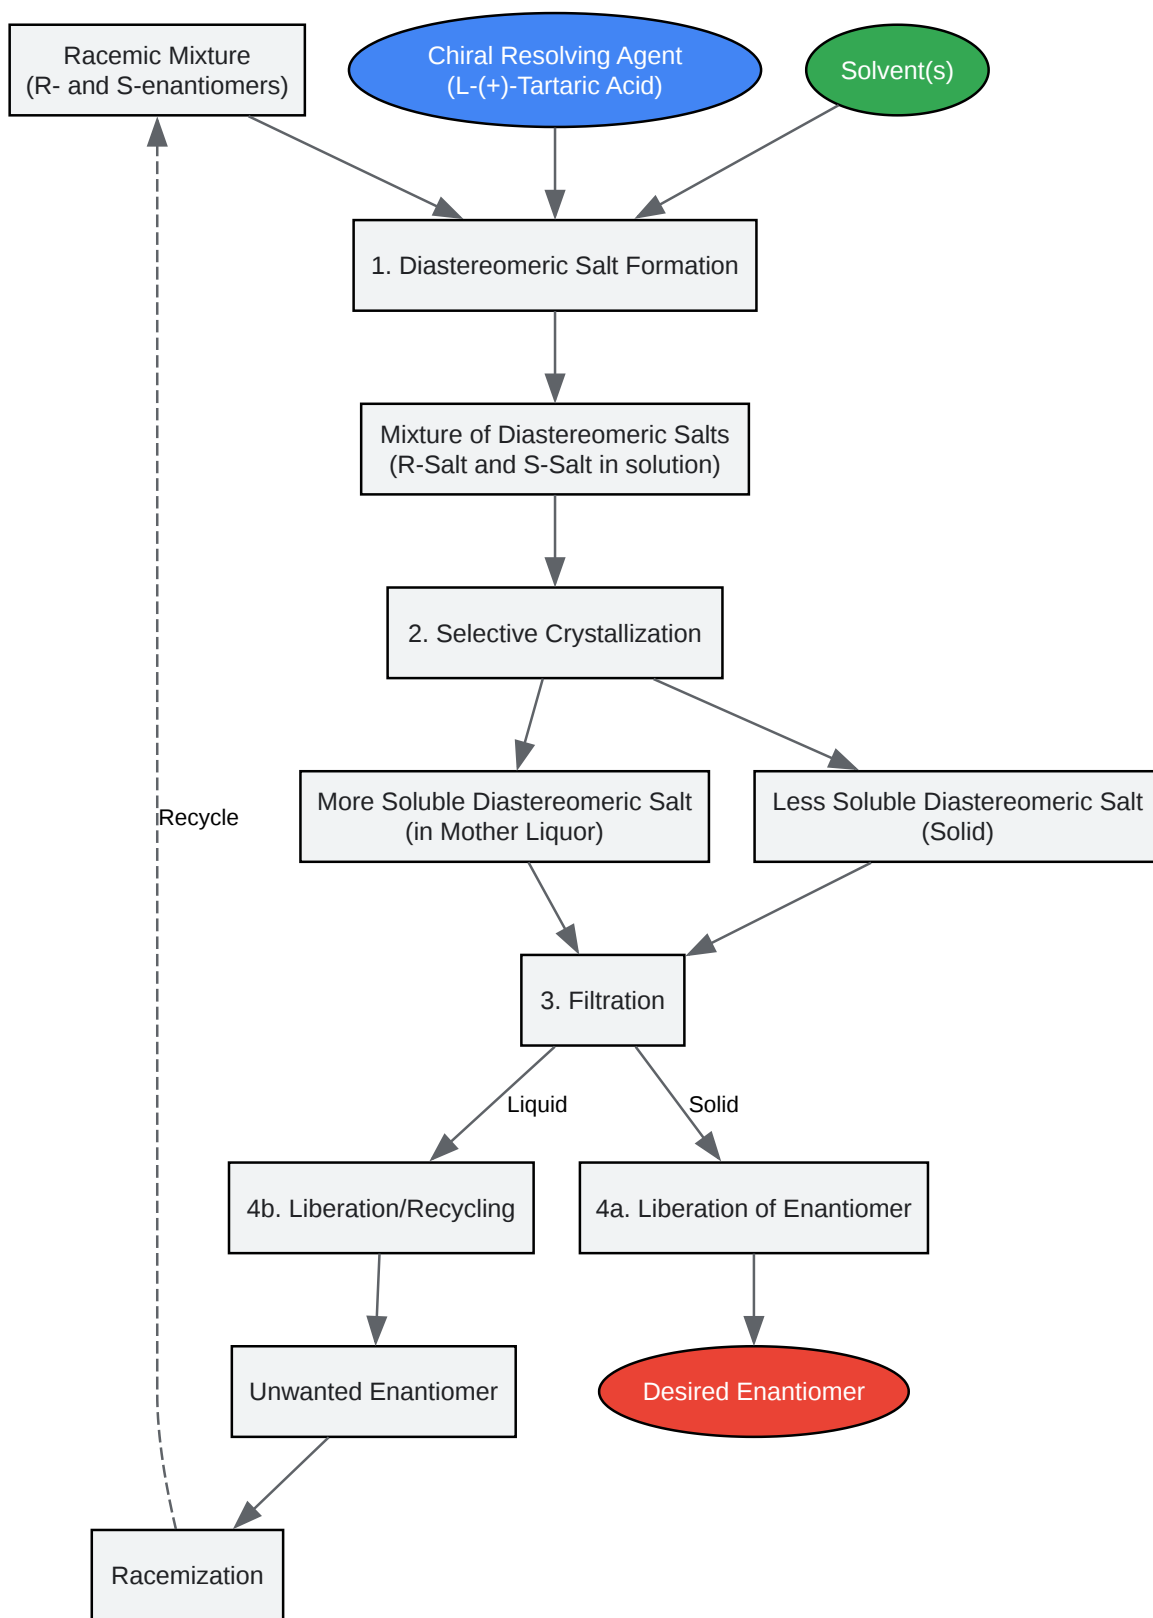 Racemic Mixture
(R- and S-enantiomers)
Chiral Resolving Agent
(L-(+)-Tartaric Acid)
Solvent(s)
1. Diastereomeric Salt Formation
Mixture of Diastereomeric Salts
(R-Salt and S-Salt in solution)
2. Selective Crystallization
More Soluble Diastereomeric Salt
(in Mother Liquor)
Less Soluble Diastereomeric Salt
(Solid)
Recycle
3. Filtration
Liquid
Solid
4b. Liberation/Recycling
4a. Liberation of Enantiomer
Unwanted Enantiomer
Desired Enantiomer
Racemization